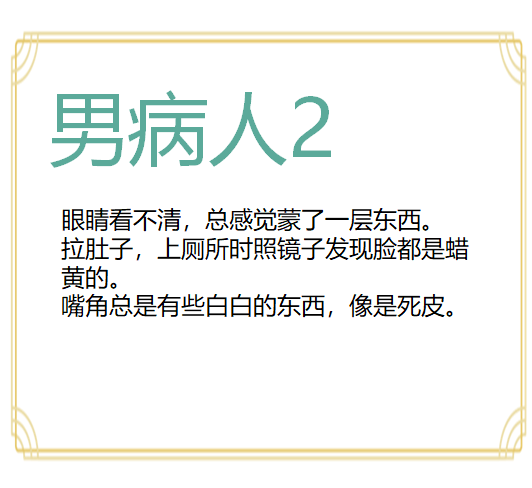 男病人2
眼睛看不清，总感觉蒙了一层东西。
拉肚子，上厕所时照镜子发现脸都是蜡
黄的。
嘴角总是有些白白的东西，像是死皮。